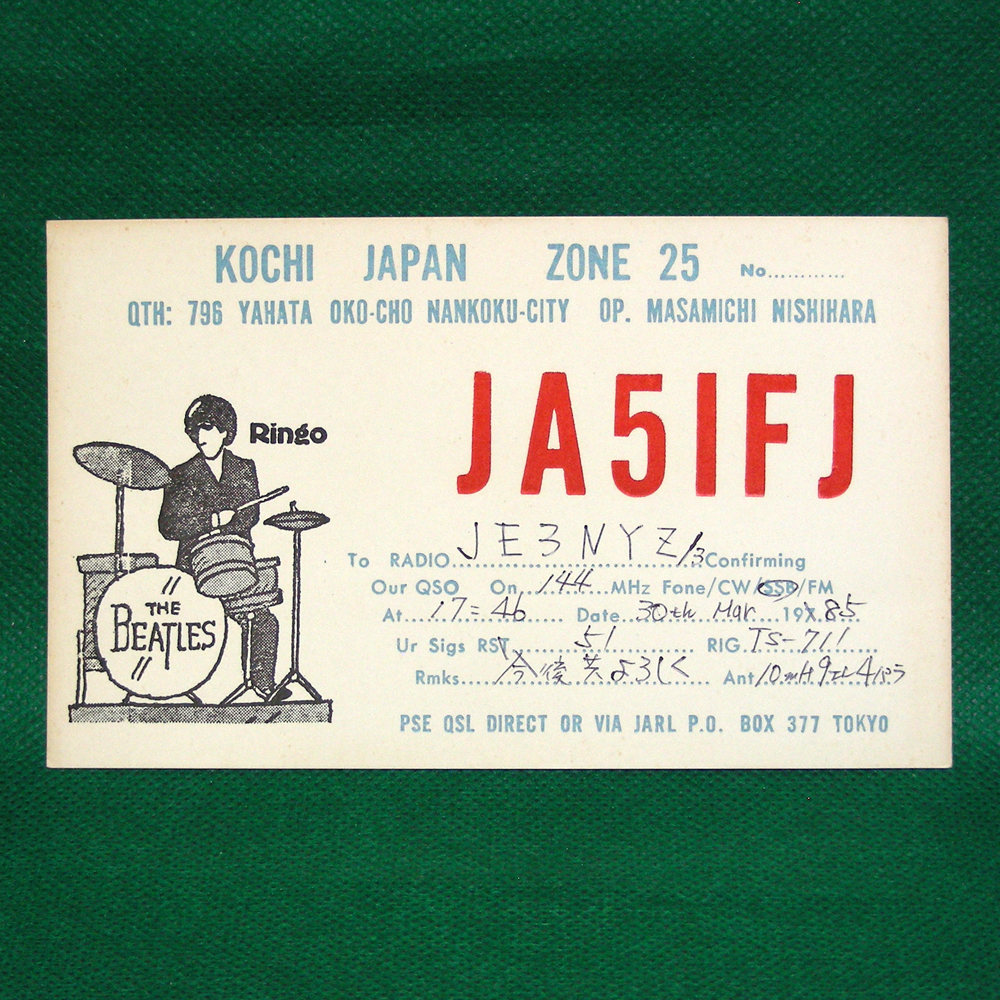 KOCHI JAPAN ZONE 25 No............
QTH: 796 YAHATA OKO-CHO NANKOKU-CITY OP. MASAMICHI NISHIHARA
JA5IFJ
Ringo
THE
BEATLES
To RADIO JE3NYZ/3 Confirming
Our QSO On 144 MHz Fone/CW/SSB/FM
At 17:46 Date 30th Mar 1985
Ur Sigs RST 51 RIG. TS-711
Rmks 今後共よろしく Ant 10mH 9エレ 4パラ
PSE QSL DIRECT OR VIA JARL P.O. BOX 377 TOKYO